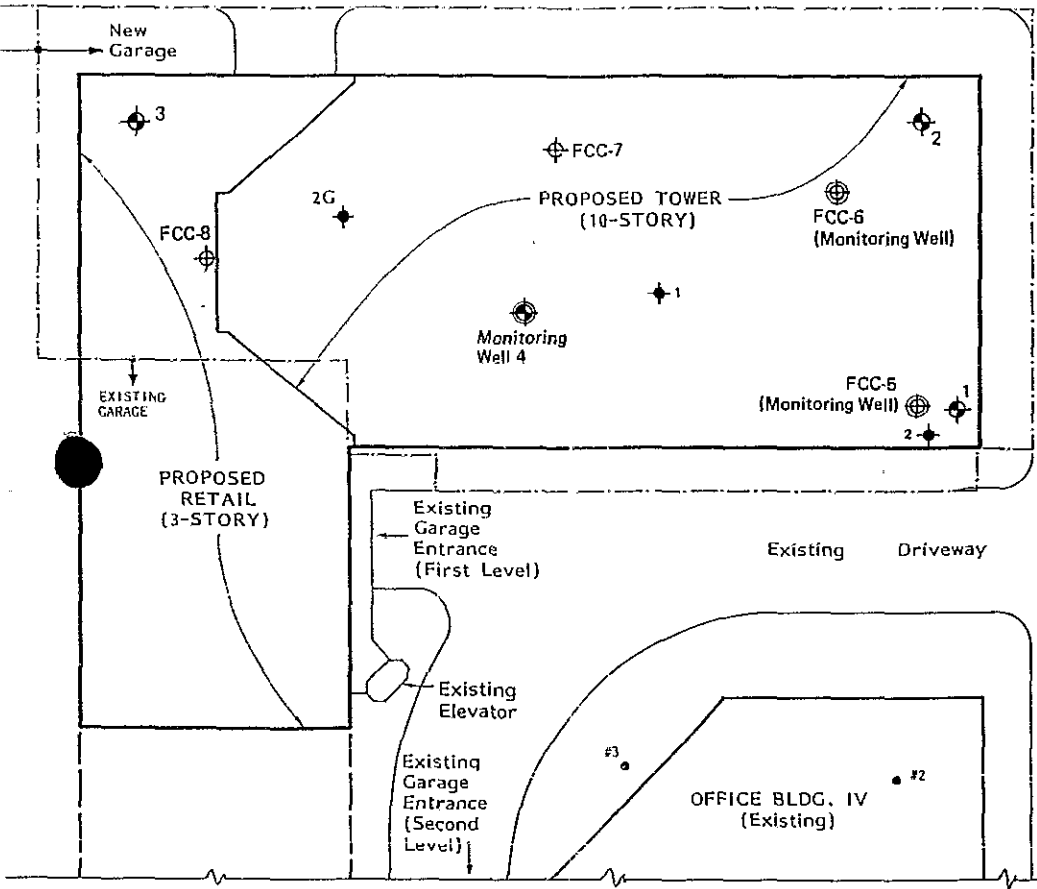 New
Garage
3
2
FCC-7
2G
PROPOSED TOWER
(10-STORY)
FCC-6
(Monitoring Well)
FCC-8
1
Monitoring
Well 4
EXISTING
GARAGE
FCC-5
(Monitoring Well)
1
2
PROPOSED
RETAIL
(3-STORY)
Existing
Garage
Entrance
(First Level)
Existing Driveway
Existing
Elevator
#3
#2
Existing
Garage
Entrance
(Second
Level)
OFFICE BLDG. IV
(Existing)